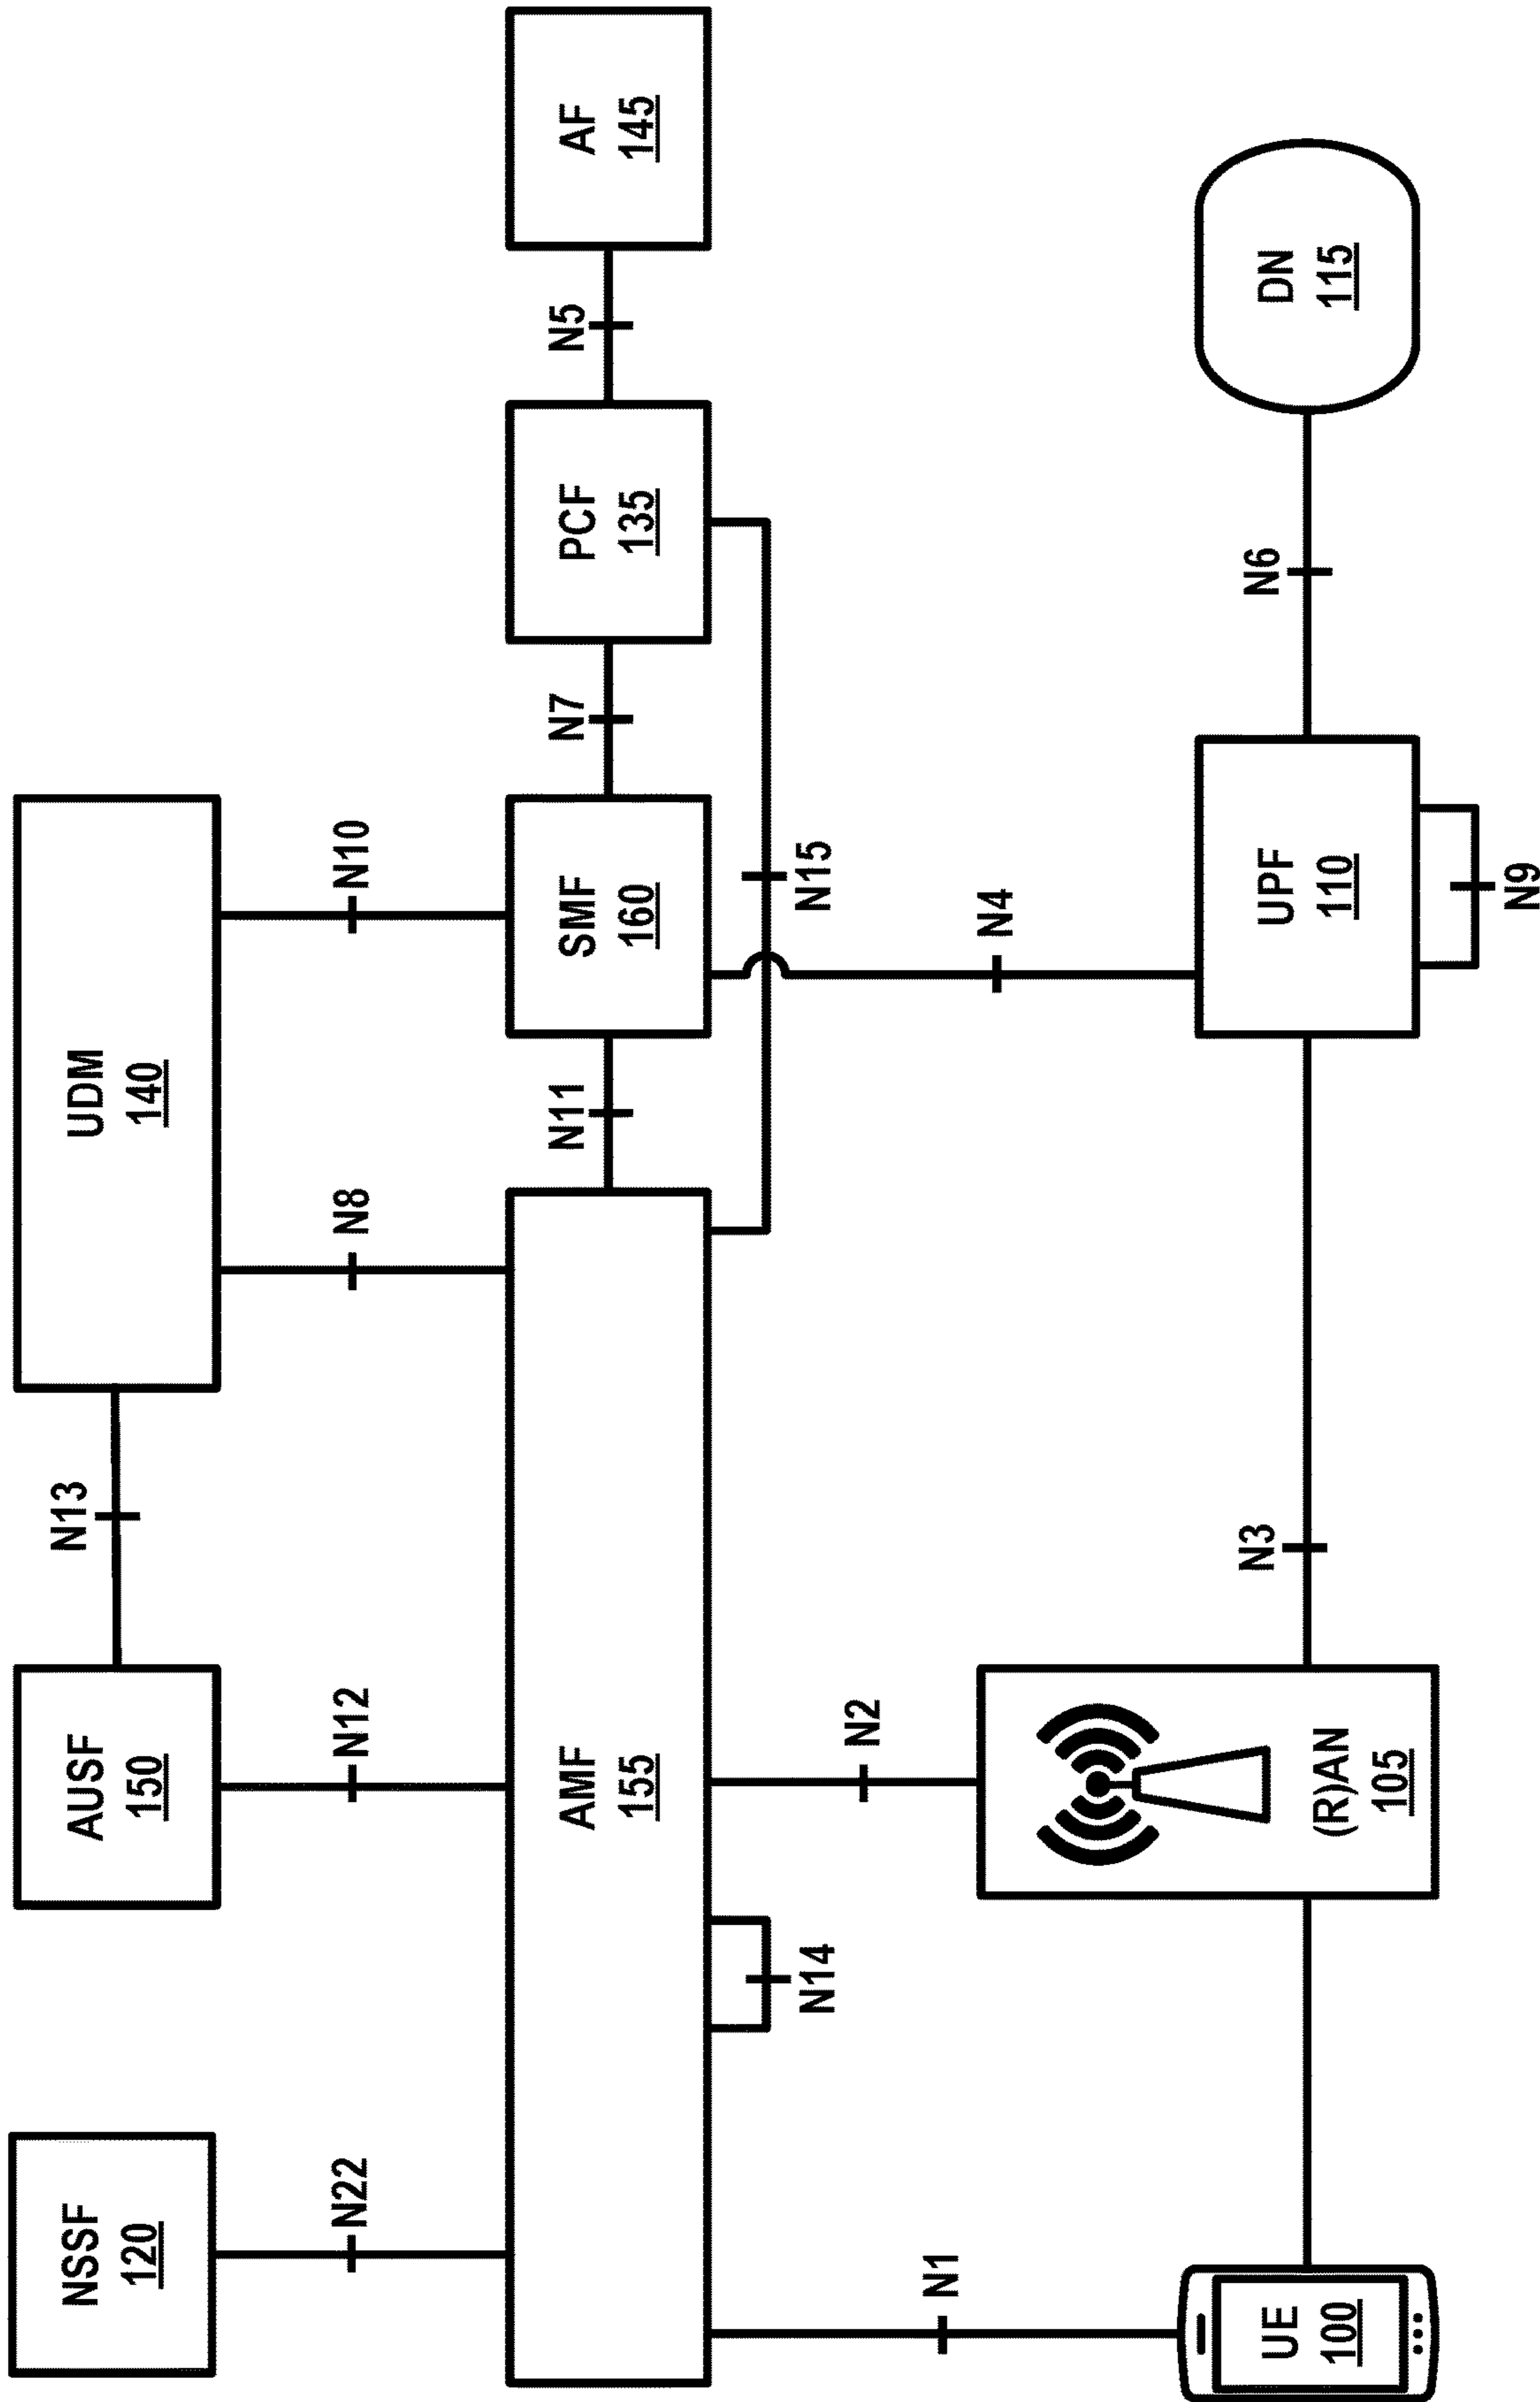 NSSF
120
AUSF
150
N13
UDM
140
N22
N12
N8
N10
AMF
155
N11
SMF
160
N7
PCF
135
N5
AF
145
N14
N15
N1
N2
N4
UE
100
(R)AN
105
N3
UPF
110
N6
DN
115
N9